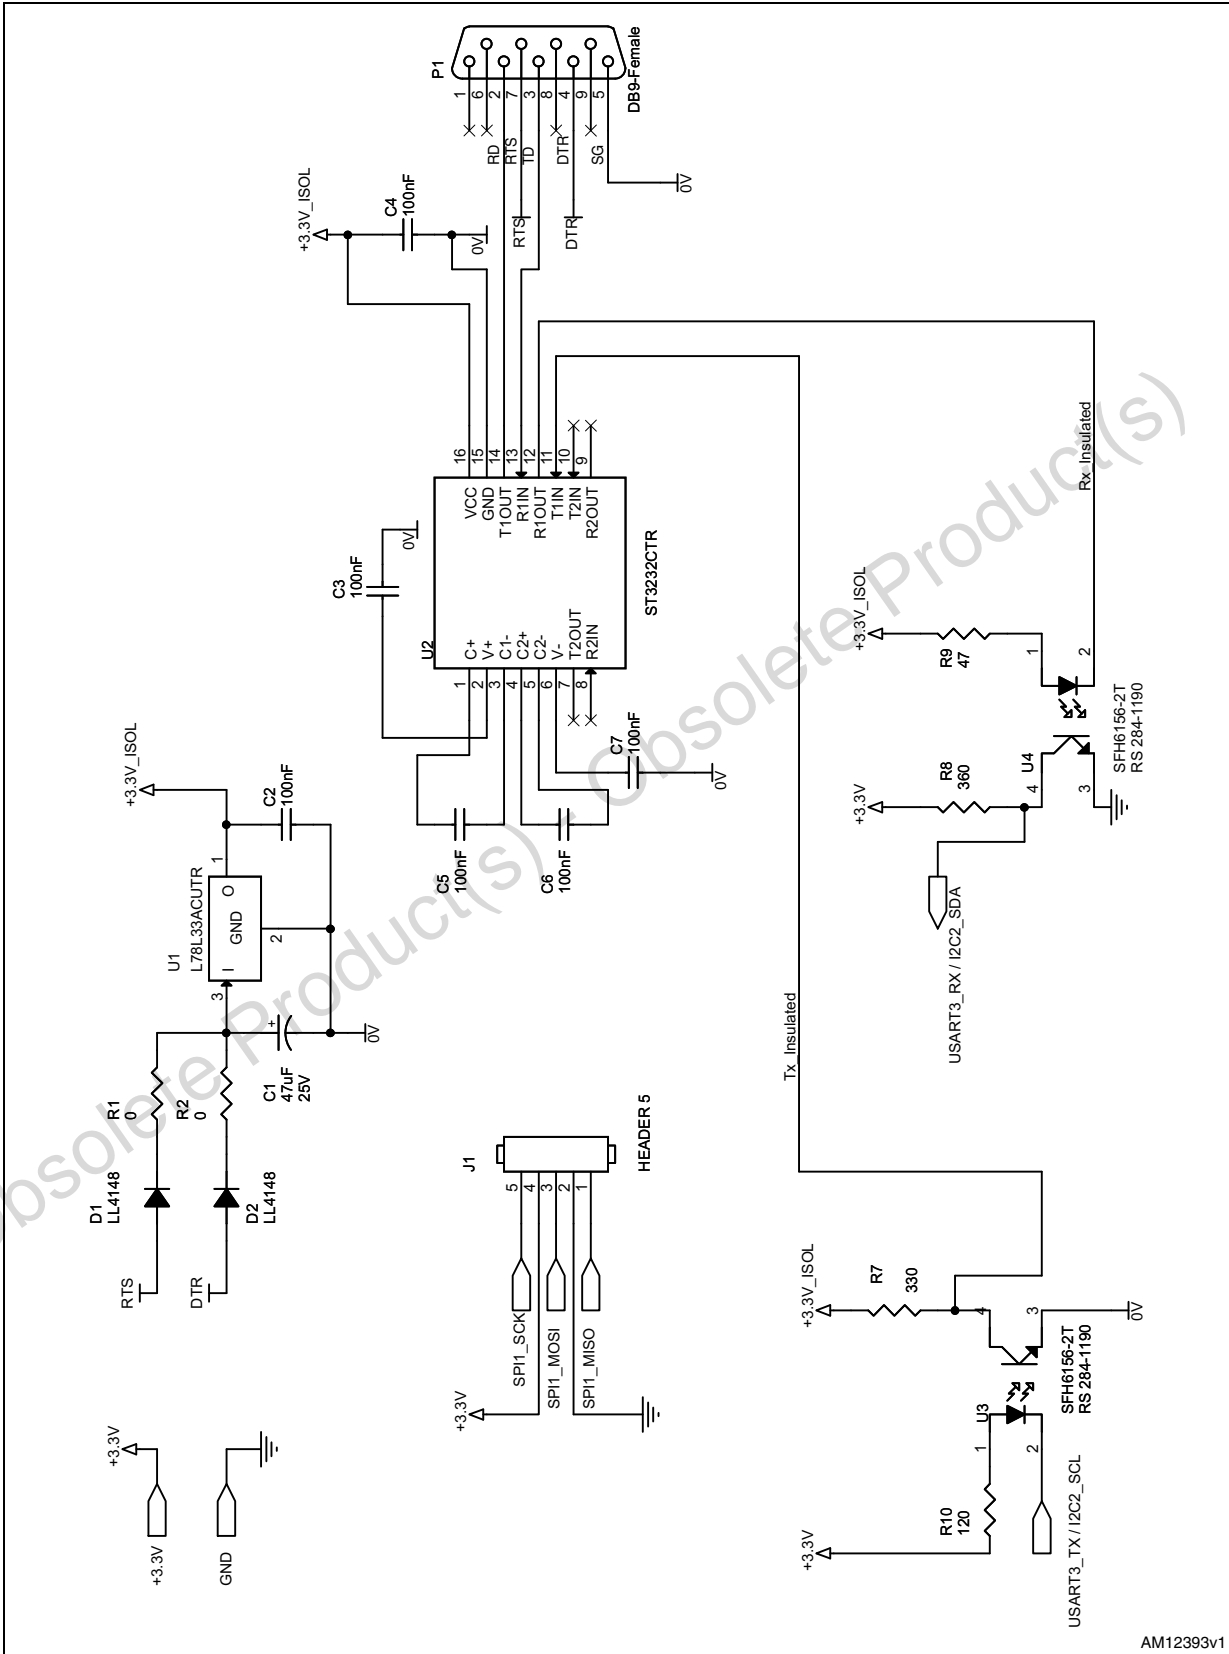 P1
DB9-Female
1
6
2
7
3
8
4
9
5
RD
RTS
TD
DTR
SG
0V
RTS
DTR
+3.3V_ISOL
C4
100nF
0V
16
15
14
13
12
11
10
9
VCC
GND
T1OUT
R1IN
R1OUT
T1IN
T2IN
R2OUT
C3
100nF
0V
U2
ST3232CTR
C+
V+
C1-
C2+
C2-
V-
T2OUT
R2IN
1
2
3
4
5
6
7
8
C7
100nF
0V
C5
100nF
C6
100nF
+3.3V_ISOL
C2
100nF
U1
L78L33ACUTR
1
O
GND
I
2
3
0V
R1
0
R2
0
C1
47uF
25V
+
D1
LL4148
D2
LL4148
RTS
DTR
Rx_Insulated
+3.3V_ISOL
R9
47
1
2
SFH6156-2T
RS 284-1190
U4
4
3
R8
360
+3.3V
USART3_RX / I2C2_SDA
Tx_Insulated
J1
HEADER 5
5
4
3
2
1
SPI1_SCK
SPI1_MOSI
SPI1_MISO
+3.3V
+3.3V_ISOL
R7
330
4
3
0V
SFH6156-2T
RS 284-1190
U3
1
2
R10
120
+3.3V
USART3_TX / I2C2_SCL
+3.3V
+3.3V
GND
Obsolete Product(s) - Obsolete Product(s)
AM12393v1